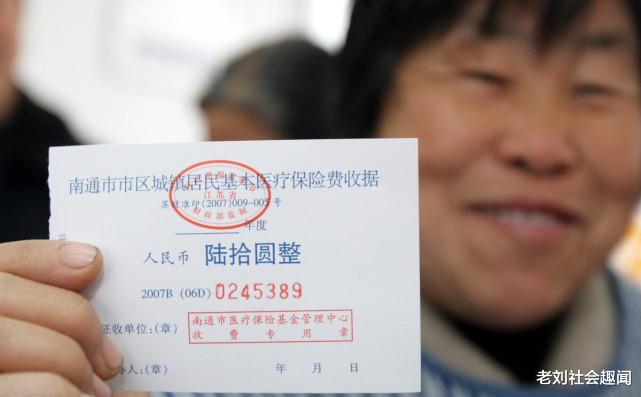 南通市市区城镇居民基本医疗保险费收据
江苏省
财政部监制
苏财准印(2007)009-005号
年度
人民币 陆拾圆整
2007B (06D) 0245389
征收单位:(章)
南通市医疗保险基金管理中心
收费专用章
办:(章) 年 月 日
老刘社会趣闻